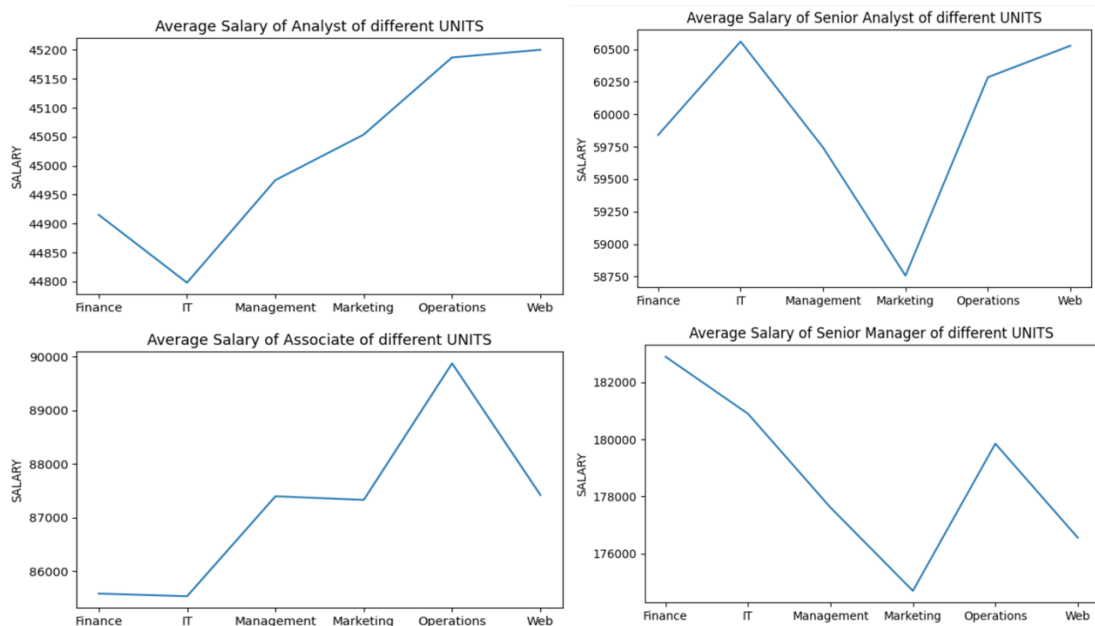 Average Salary of Analyst of different UNITS
45200
45150
45100
45050
45000
44950
44900
44850
44800
SALARY
Finance IT Management Marketing Operations Web
Average Salary of Senior Analyst of different UNITS
60500
60250
60000
59750
59500
59250
59000
58750
SALARY
Finance IT Management Marketing Operations Web
Average Salary of Associate of different UNITS
90000
89000
88000
87000
86000
SALARY
Finance IT Management Marketing Operations Web
Average Salary of Senior Manager of different UNITS
182000
180000
178000
176000
SALARY
Finance IT Management Marketing Operations Web